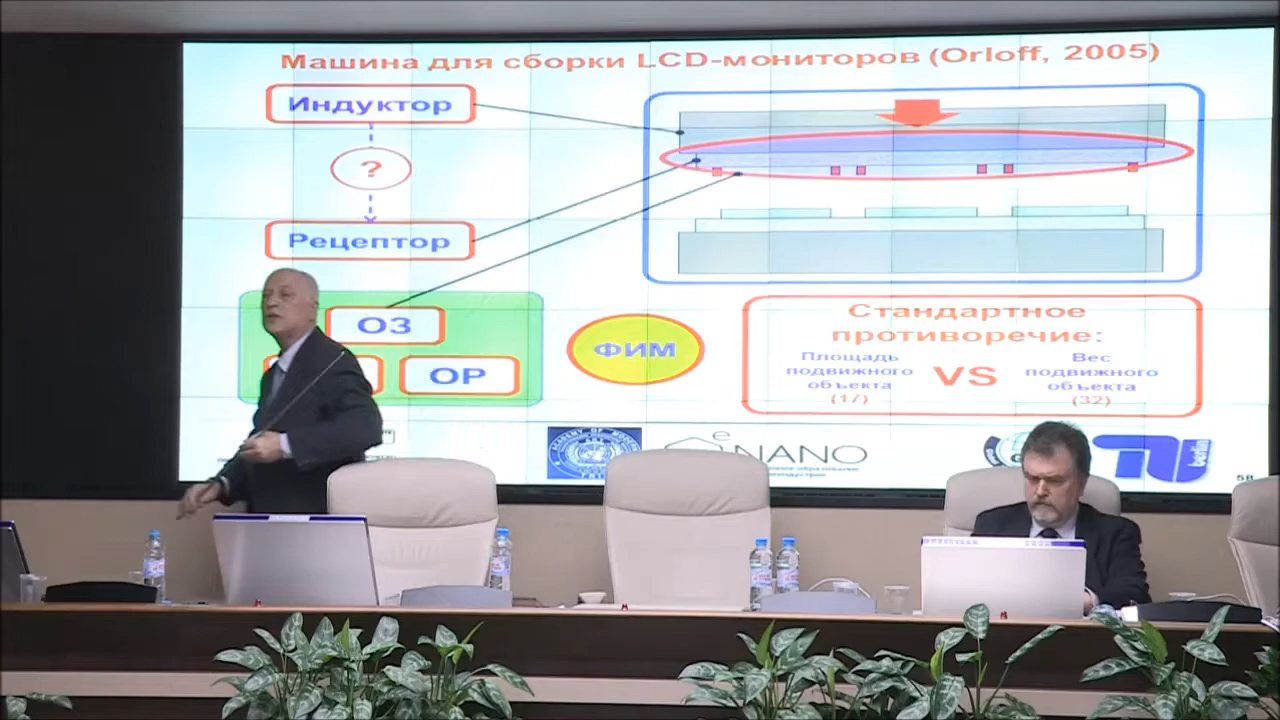 Машина для сборки LCD-мониторов (Orloff, 2005)
Индуктор
?
Рецептор
ОЗ
ОР
ФИМ
Стандартное
противоречие:
Площадь
подвижного
объекта
(17)
VS
Вес
подвижного
объекта
(32)
e
NANO
berlin
58